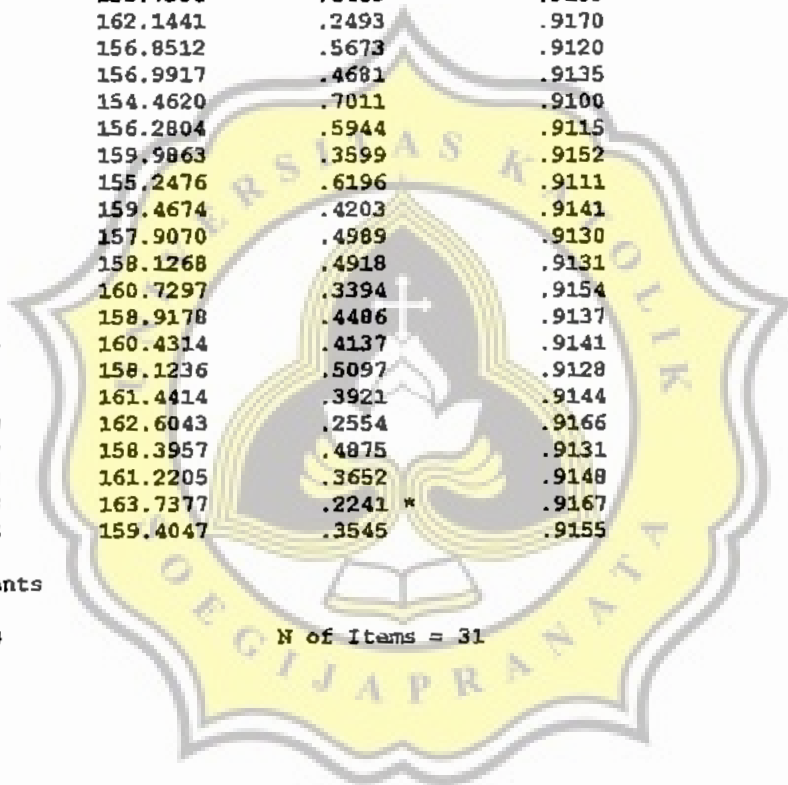 162.1441 .2493 .9170
156.8512 .5673 .9120
156.9917 .4681 .9135
154.4620 .7011 .9100
156.2804 .5944 .9115
159.9863 .3599 .9152
155.2476 .6196 .9111
159.4674 .4203 .9141
157.9070 .4989 .9130
158.1268 .4918 .9131
160.7297 .3394 .9154
158.9178 .4486 .9137
160.4314 .4137 .9141
158.1236 .5097 .9128
161.4414 .3921 .9144
162.6043 .2554 .9166
158.3957 .4875 .9131
161.2205 .3652 .9148
163.7377 .2241 * .9167
159.4047 .3545 .9155
N of Items = 31
UNIVERSITAS KATOLIK
SOEGIJAPRANATA